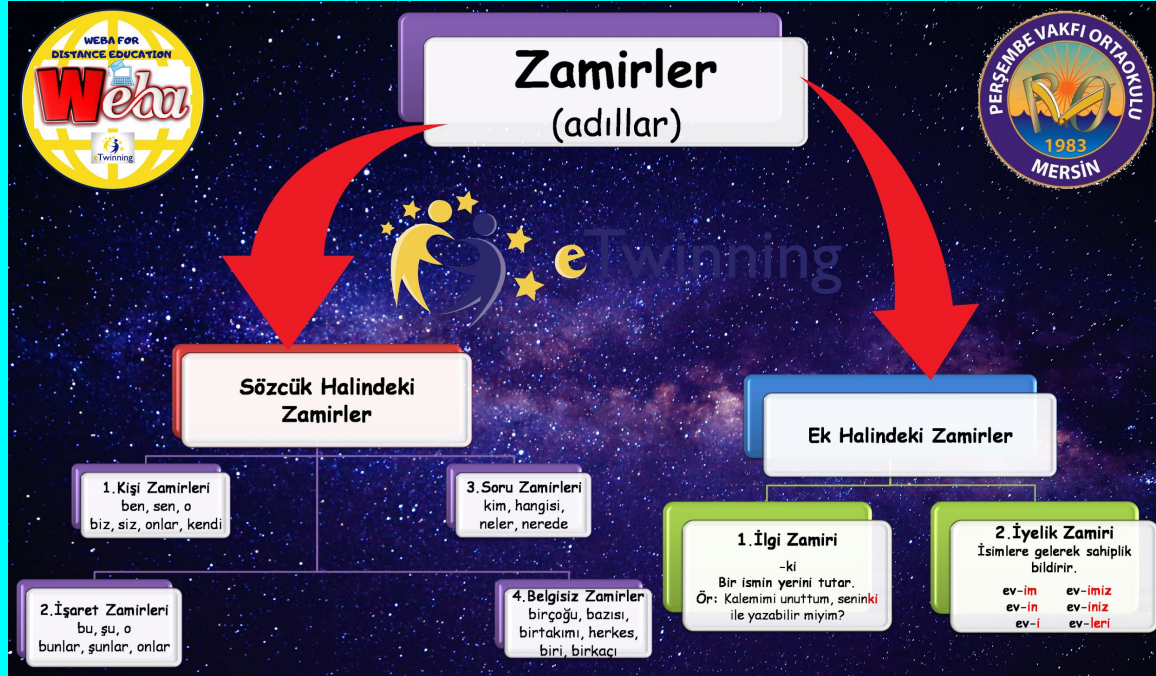 WEBA FOR
DISTANCE EDUCATION
Weba
eTwinning
Zamirler
(adıllar)
PERŞEMBE VAKFI ORTAOKULU
1983
MERSİN
eTwinning
Sözcük Halindeki
Zamirler
1.Kişi Zamirleri
ben, sen, o
biz, siz, onlar, kendi
3.Soru Zamirleri
kim, hangisi,
neler, nerede
2.İşaret Zamirleri
bu, şu, o
bunlar, şunlar, onlar
4.Belgisiz Zamirler
birçoğu, bazısı,
birtakımı, herkes,
biri, birkaçı
Ek Halindeki Zamirler
1.İlgi Zamiri
-ki
Bir ismin yerini tutar.
Ör: Kalemimi unuttum, seninki
ile yazabilir miyim?
2.İyelik Zamiri
İsimlere gelerek sahiplik
bildirir.
ev-im ev-imiz
ev-in ev-iniz
ev-i ev-leri